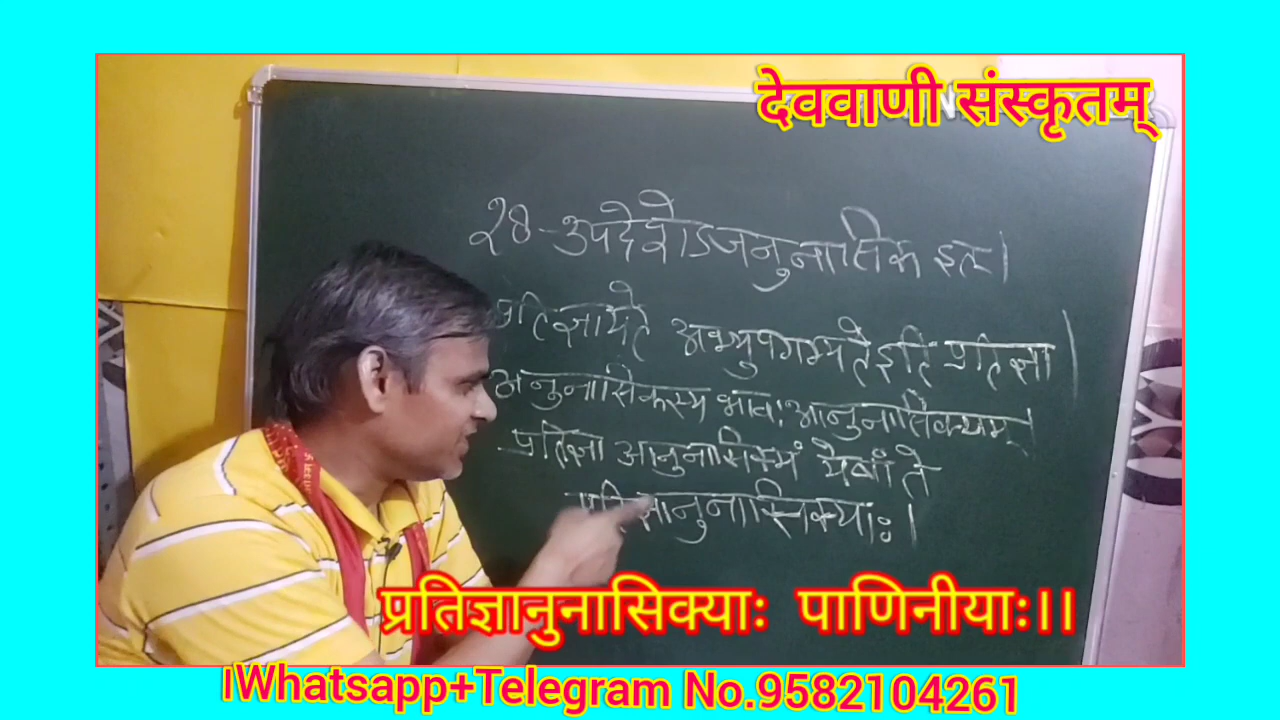 देववाणी संस्कृतम्
२८-उपदेशेऽजनुनासिक इत्।
प्रतिज्ञायते अभ्युपगम्यते इति प्रतिज्ञा।
अनुनासिकस्य भावः आनुनासिक्यम्
प्रतिज्ञा आनुनासिक्यं येषां ते
प्रतिज्ञानुनासिक्याः।
प्रतिज्ञानुनासिक्याः पाणिनीयाः।।
।Whatsapp+Telegram No.9582104261